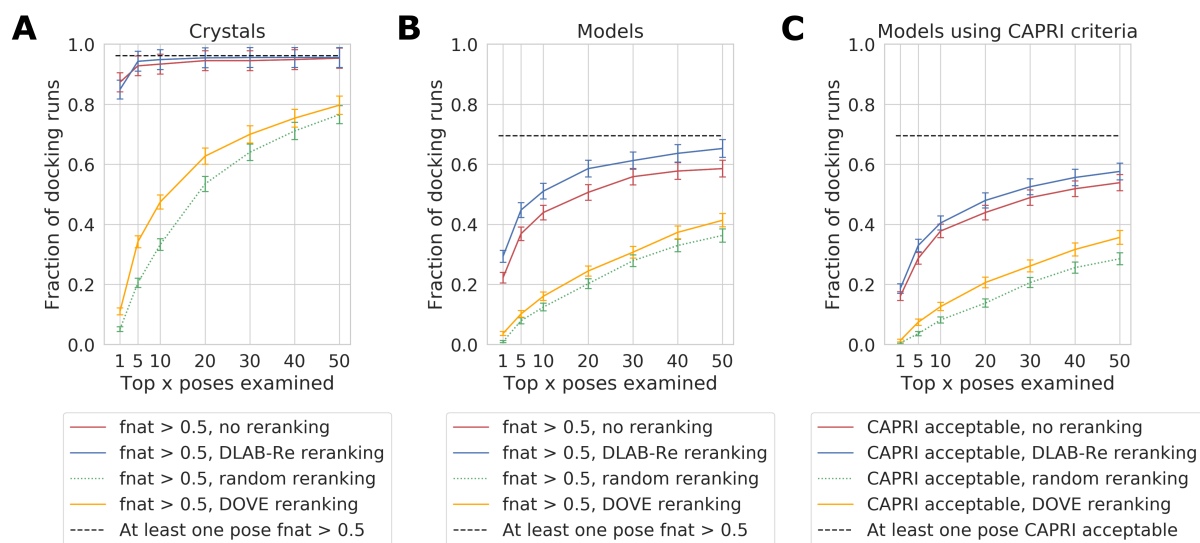 A
Crystals
Fraction of docking runs
1.0
0.8
0.6
0.4
0.2
0.0
1 5 10 20 30 40 50
Top x poses examined
fnat > 0.5, no reranking
fnat > 0.5, DLAB-Re reranking
fnat > 0.5, random reranking
fnat > 0.5, DOVE reranking
At least one pose fnat > 0.5
B
Models
Fraction of docking runs
1.0
0.8
0.6
0.4
0.2
0.0
1 5 10 20 30 40 50
Top x poses examined
fnat > 0.5, no reranking
fnat > 0.5, DLAB-Re reranking
fnat > 0.5, random reranking
fnat > 0.5, DOVE reranking
At least one pose fnat > 0.5
C
Models using CAPRI criteria
Fraction of docking runs
1.0
0.8
0.6
0.4
0.2
0.0
1 5 10 20 30 40 50
Top x poses examined
CAPRI acceptable, no reranking
CAPRI acceptable, DLAB-Re reranking
CAPRI acceptable, random reranking
CAPRI acceptable, DOVE reranking
At least one pose CAPRI acceptable